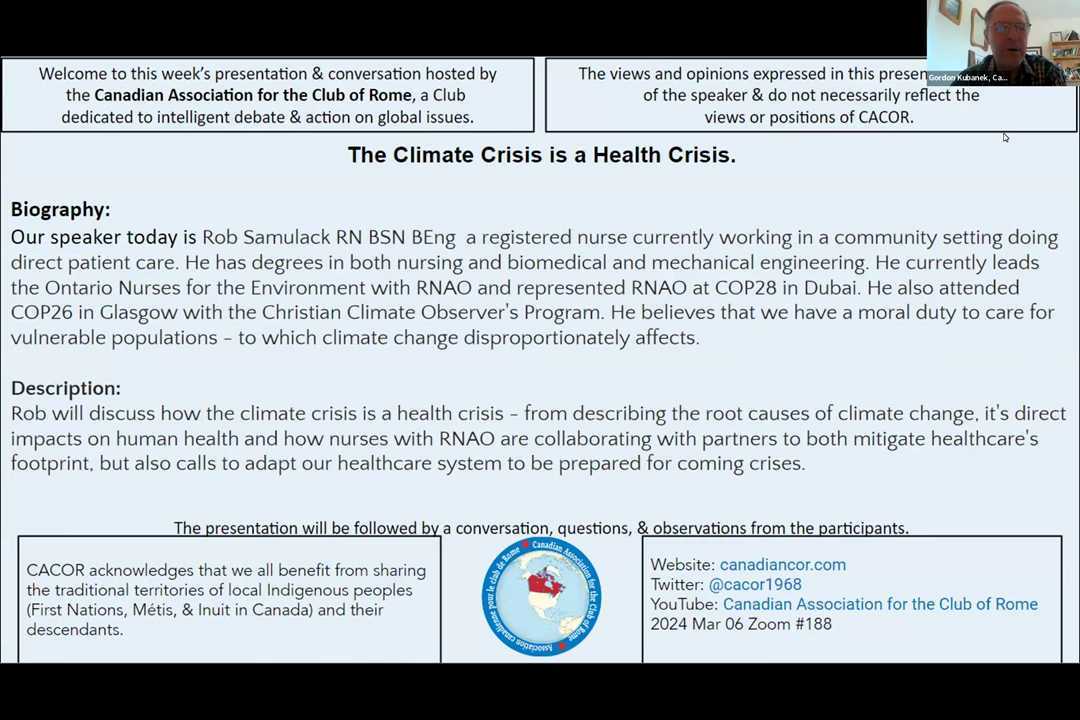 Gordon Kubanek, Ca...
Welcome to this week's presentation & conversation hosted by
the Canadian Association for the Club of Rome, a Club
dedicated to intelligent debate & action on global issues.
The views and opinions expressed in this
of the speaker & do not necessarily reflect the
views or positions of CACOR.
The Climate Crisis is a Health Crisis.
Biography:
Our speaker today is Rob Samulack RN BSN BEng a registered nurse currently working in a community setting doing
direct patient care. He has degrees in both nursing and biomedical and mechanical engineering. He currently leads
the Ontario Nurses for the Environment with RNAO and represented RNAO at COP28 in Dubai. He also attended
COP26 in Glasgow with the Christian Climate Observer's Program. He believes that we have a moral duty to care for
vulnerable populations - to which climate change disproportionately affects.
Description:
Rob will discuss how the climate crisis is a health crisis - from describing the root causes of climate change, it's direct
impacts on human health and how nurses with RNAO are collaborating with partners to both mitigate healthcare's
footprint, but also calls to adapt our healthcare system to be prepared for coming crises.
The presentation will be followed by a conversation, questions, & observations from the participants.
CACOR acknowledges that we all benefit from sharing
the traditional territories of local Indigenous peoples
(First Nations, Métis, & Inuit in Canada) and their
descendants.
Canadian Association for the Club of Rome
Association canadienne pour le club de Rome
Website: canadiancor.com
Twitter: @cacor1968
YouTube: Canadian Association for the Club of Rome
2024 Mar 06 Zoom #188